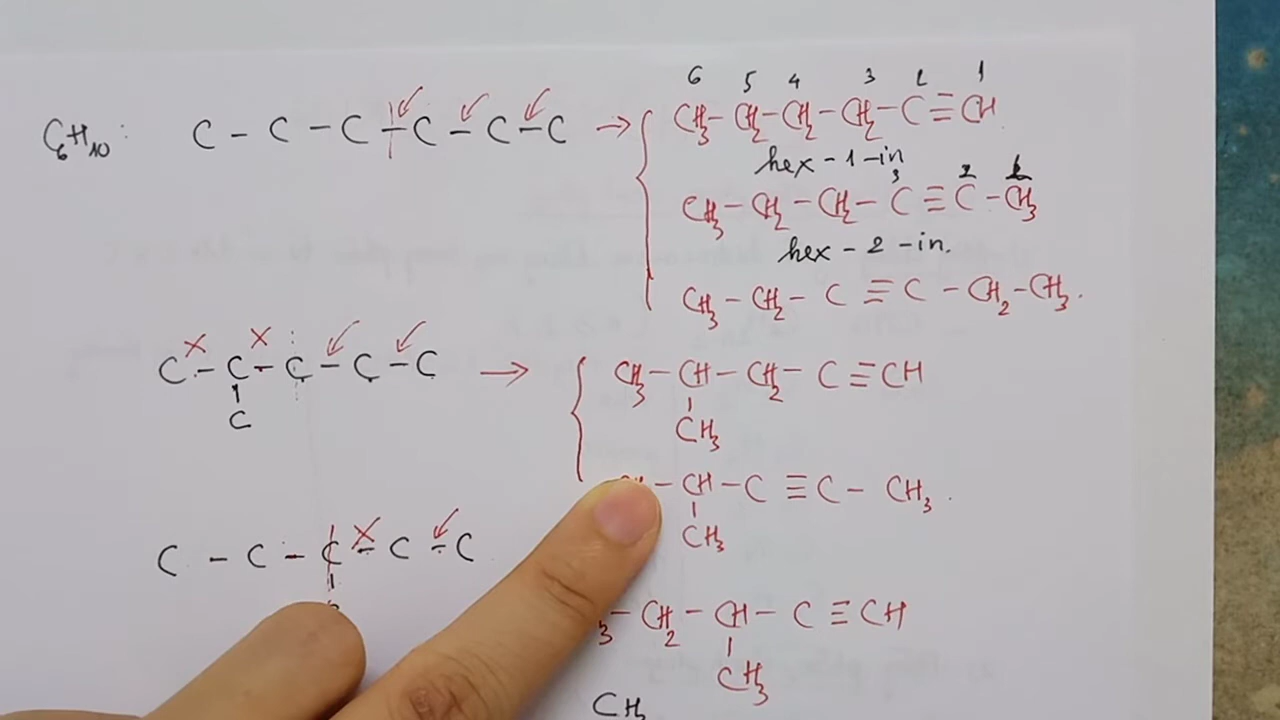 C₆H₁₀: C - C - C - C - C - C →
6 5 4 3 2 1
CH₃ - CH₂ - CH₂ - CH₂ - C ≡ CH
hex - 1 - in
3 2 1
CH₃ - CH₂ - CH₂ - C ≡ C - CH₃
hex - 2 - in.
CH₃ - CH₂ - C ≡ C - CH₂ - CH₃.
C - C - C - C - C →
C
CH₃ - CH - CH₂ - C ≡ CH
CH₃
- CH - C ≡ C - CH₃.
CH₃
C - C - C - C - C
₃ - CH₂ - CH - C ≡ CH
CH₃
CH₃